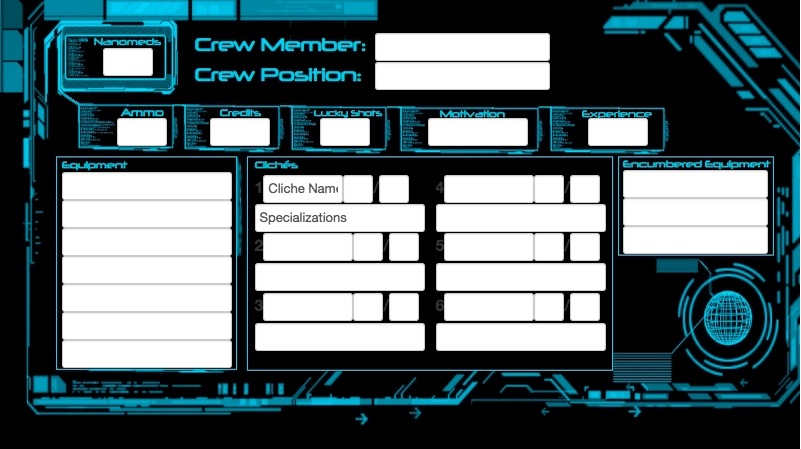 Nanomeds
Crew Member:
Crew Position:
Ammo
Credits
Lucky Shots
Motivation
Experience
Equipment
Clichés
Encumbered Equipment
1 Cliche Name / 4 /
Specializations
2 / 5 /
3 / 6 /